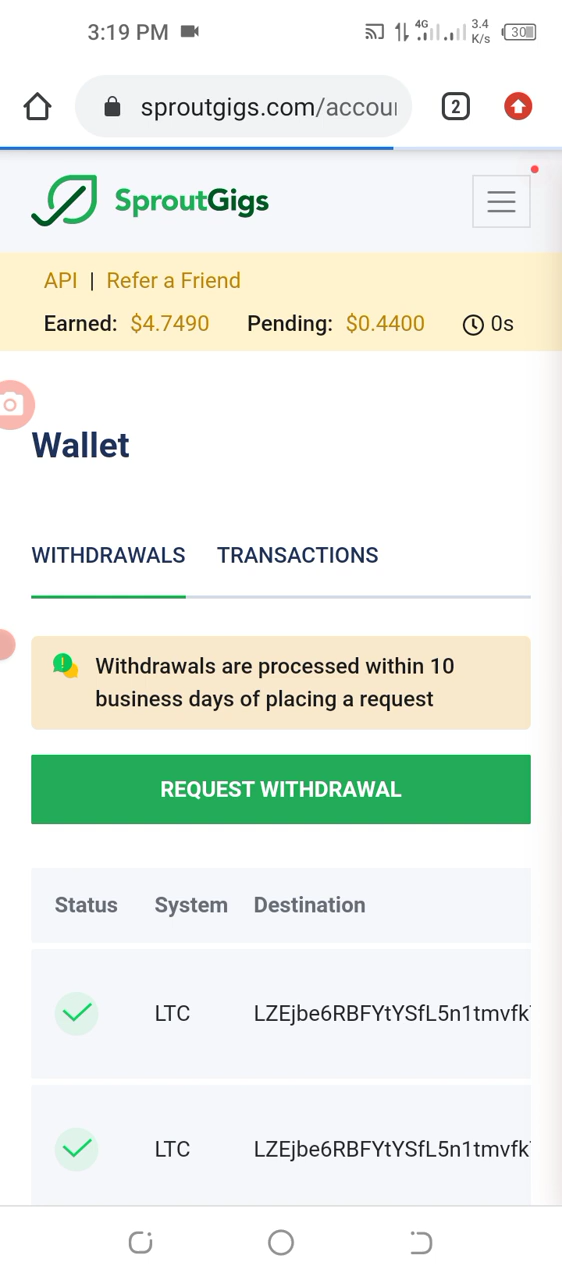 3:19 PM 4G 3.4 K/s 30
sproutgigs.com/accou 2
SproutGigs
API | Refer a Friend
Earned: $4.7490 Pending: $0.4400 0s
Wallet
WITHDRAWALS TRANSACTIONS
Withdrawals are processed within 10
business days of placing a request
REQUEST WITHDRAWAL
Status System Destination
LTC LZEjbe6RBFYtYSfL5n1tmvfk
LTC LZEjbe6RBFYtYSfL5n1tmvfk